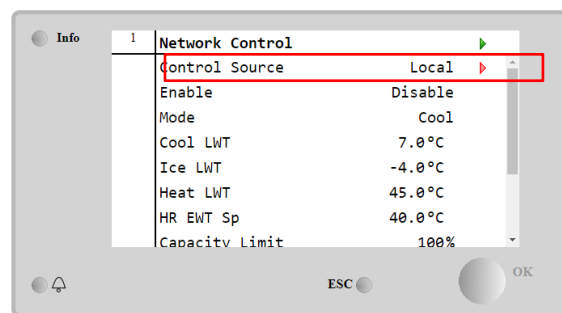 Info
1 Network Control
Control Source Local
Enable Disable
Mode Cool
Cool LWT 7.0°C
Ice LWT -4.0°C
Heat LWT 45.0°C
HR EWT Sp 40.0°C
Capacity Limit 100%
ESC
OK